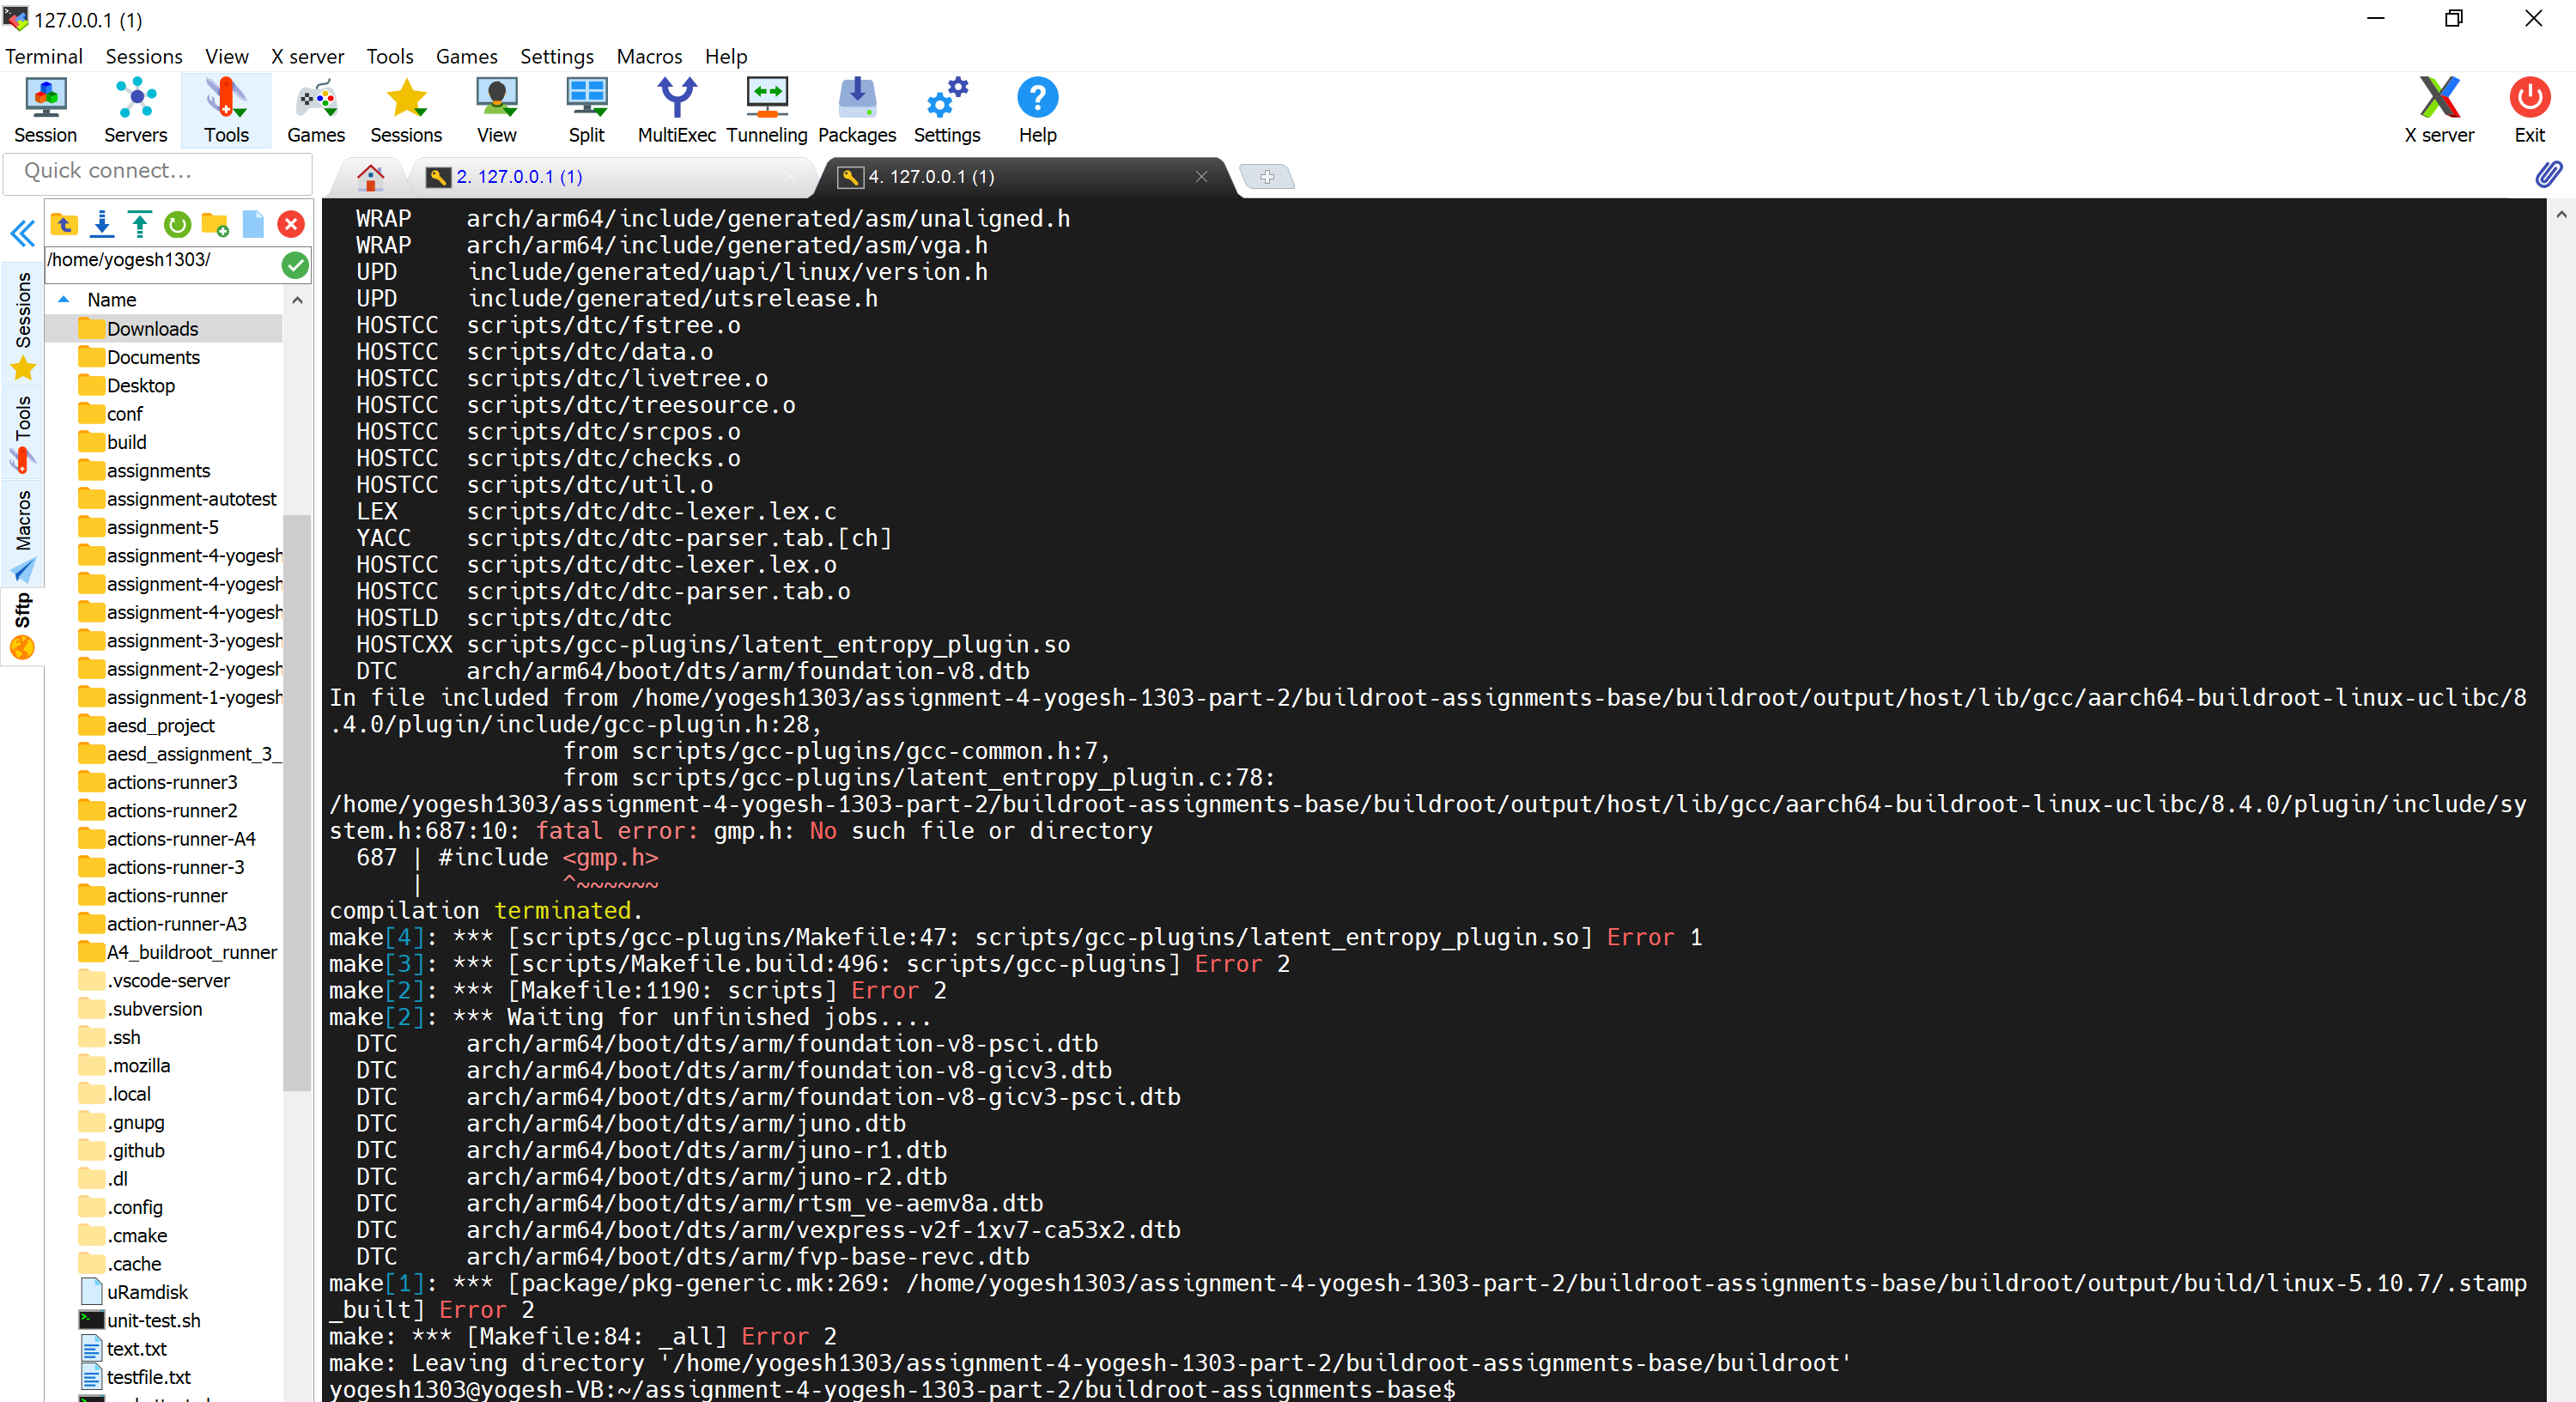 127.0.0.1 (1)
Terminal Sessions View X server Tools Games Settings Macros Help
Session Servers Tools Games Sessions View Split MultiExec Tunneling Packages Settings Help X server Exit
Quick connect...
2. 127.0.0.1 (1)
4. 127.0.0.1 (1)
Sessions
Tools
Macros
Sftp
/home/yogesh1303/
Name
Downloads
Documents
Desktop
conf
build
assignments
assignment-autotest
assignment-5
assignment-4-yogesh
assignment-4-yogesh
assignment-4-yogesh
assignment-3-yogesh
assignment-2-yogesh
assignment-1-yogesh
aesd_project
aesd_assignment_3_
actions-runner3
actions-runner2
actions-runner-A4
actions-runner-3
actions-runner
action-runner-A3
A4_buildroot_runner
.vscode-server
.subversion
.ssh
.mozilla
.local
.gnupg
.github
.dl
.config
.cmake
.cache
uRamdisk
unit-test.sh
text.txt
testfile.txt
WRAP arch/arm64/include/generated/asm/unaligned.h
WRAP arch/arm64/include/generated/asm/vga.h
UPD include/generated/uapi/linux/version.h
UPD include/generated/utsrelease.h
HOSTCC scripts/dtc/fstree.o
HOSTCC scripts/dtc/data.o
HOSTCC scripts/dtc/livetree.o
HOSTCC scripts/dtc/treesource.o
HOSTCC scripts/dtc/srcpos.o
HOSTCC scripts/dtc/checks.o
HOSTCC scripts/dtc/util.o
LEX scripts/dtc/dtc-lexer.lex.c
YACC scripts/dtc/dtc-parser.tab.[ch]
HOSTCC scripts/dtc/dtc-lexer.lex.o
HOSTCC scripts/dtc/dtc-parser.tab.o
HOSTLD scripts/dtc/dtc
HOSTCXX scripts/gcc-plugins/latent_entropy_plugin.so
DTC arch/arm64/boot/dts/arm/foundation-v8.dtb
In file included from /home/yogesh1303/assignment-4-yogesh-1303-part-2/buildroot-assignments-base/buildroot/output/host/lib/gcc/aarch64-buildroot-linux-uclibc/8
.4.0/plugin/include/gcc-plugin.h:28,
from scripts/gcc-plugins/gcc-common.h:7,
from scripts/gcc-plugins/latent_entropy_plugin.c:78:
/home/yogesh1303/assignment-4-yogesh-1303-part-2/buildroot-assignments-base/buildroot/output/host/lib/gcc/aarch64-buildroot-linux-uclibc/8.4.0/plugin/include/sy
stem.h:687:10: fatal error: gmp.h: No such file or directory
687 | #include <gmp.h>
| ^~~~~~~
compilation terminated.
make[4]: *** [scripts/gcc-plugins/Makefile:47: scripts/gcc-plugins/latent_entropy_plugin.so] Error 1
make[3]: *** [scripts/Makefile.build:496: scripts/gcc-plugins] Error 2
make[2]: *** [Makefile:1190: scripts] Error 2
make[2]: *** Waiting for unfinished jobs....
DTC arch/arm64/boot/dts/arm/foundation-v8-psci.dtb
DTC arch/arm64/boot/dts/arm/foundation-v8-gicv3.dtb
DTC arch/arm64/boot/dts/arm/foundation-v8-gicv3-psci.dtb
DTC arch/arm64/boot/dts/arm/juno.dtb
DTC arch/arm64/boot/dts/arm/juno-r1.dtb
DTC arch/arm64/boot/dts/arm/juno-r2.dtb
DTC arch/arm64/boot/dts/arm/rtsm_ve-aemv8a.dtb
DTC arch/arm64/boot/dts/arm/vexpress-v2f-1xv7-ca53x2.dtb
DTC arch/arm64/boot/dts/arm/fvp-base-revc.dtb
make[1]: *** [package/pkg-generic.mk:269: /home/yogesh1303/assignment-4-yogesh-1303-part-2/buildroot-assignments-base/buildroot/output/build/linux-5.10.7/.stamp
_built] Error 2
make: *** [Makefile:84: _all] Error 2
make: Leaving directory '/home/yogesh1303/assignment-4-yogesh-1303-part-2/buildroot-assignments-base/buildroot'
yogesh1303@yogesh-VB:~/assignment-4-yogesh-1303-part-2/buildroot-assignments-base$